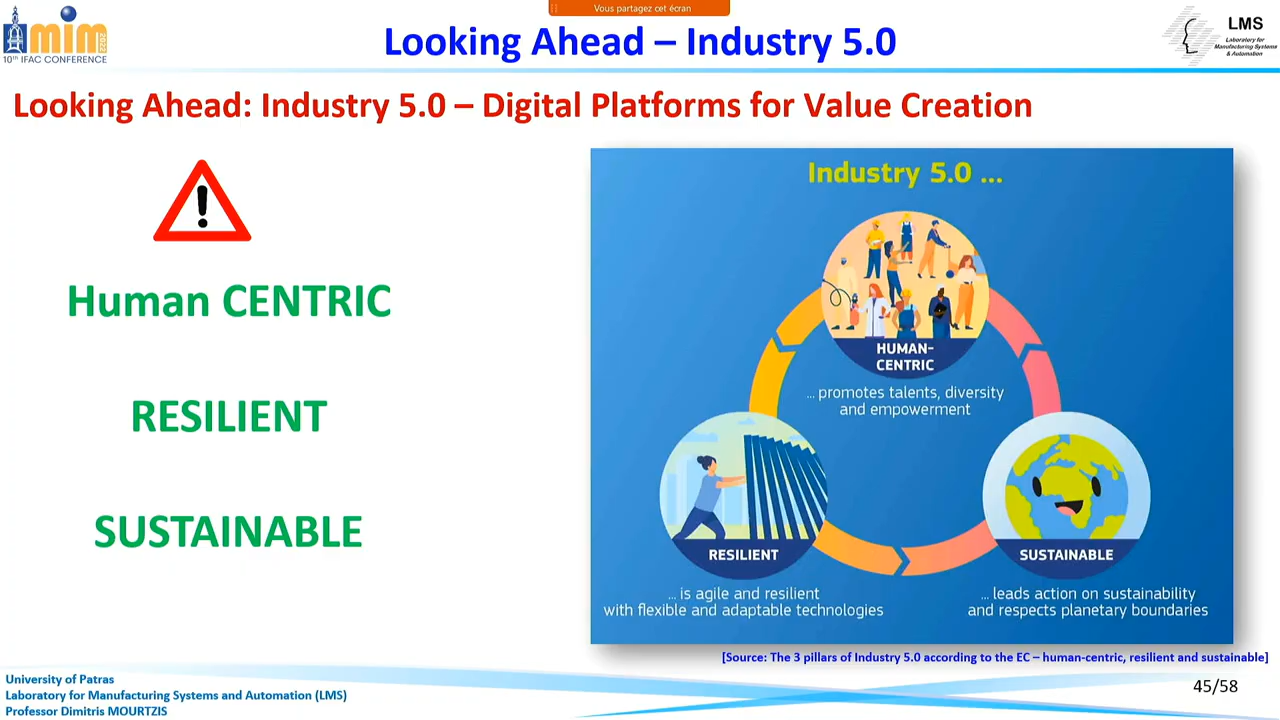 Vous partagez cet écran
mim
2022
10th IFAC CONFERENCE
Looking Ahead – Industry 5.0
LMS
Laboratory for
Manufacturing Systems
& Automation
Looking Ahead: Industry 5.0 – Digital Platforms for Value Creation
Human CENTRIC
RESILIENT
SUSTAINABLE
Industry 5.0 ...
HUMAN-
CENTRIC
... promotes talents, diversity
and empowerment
RESILIENT
... is agile and resilient
with flexible and adaptable technologies
SUSTAINABLE
... leads action on sustainability
and respects planetary boundaries
[Source: The 3 pillars of Industry 5.0 according to the EC – human-centric, resilient and sustainable]
University of Patras
Laboratory for Manufacturing Systems and Automation (LMS)
Professor Dimitris MOURTZIS
45/58